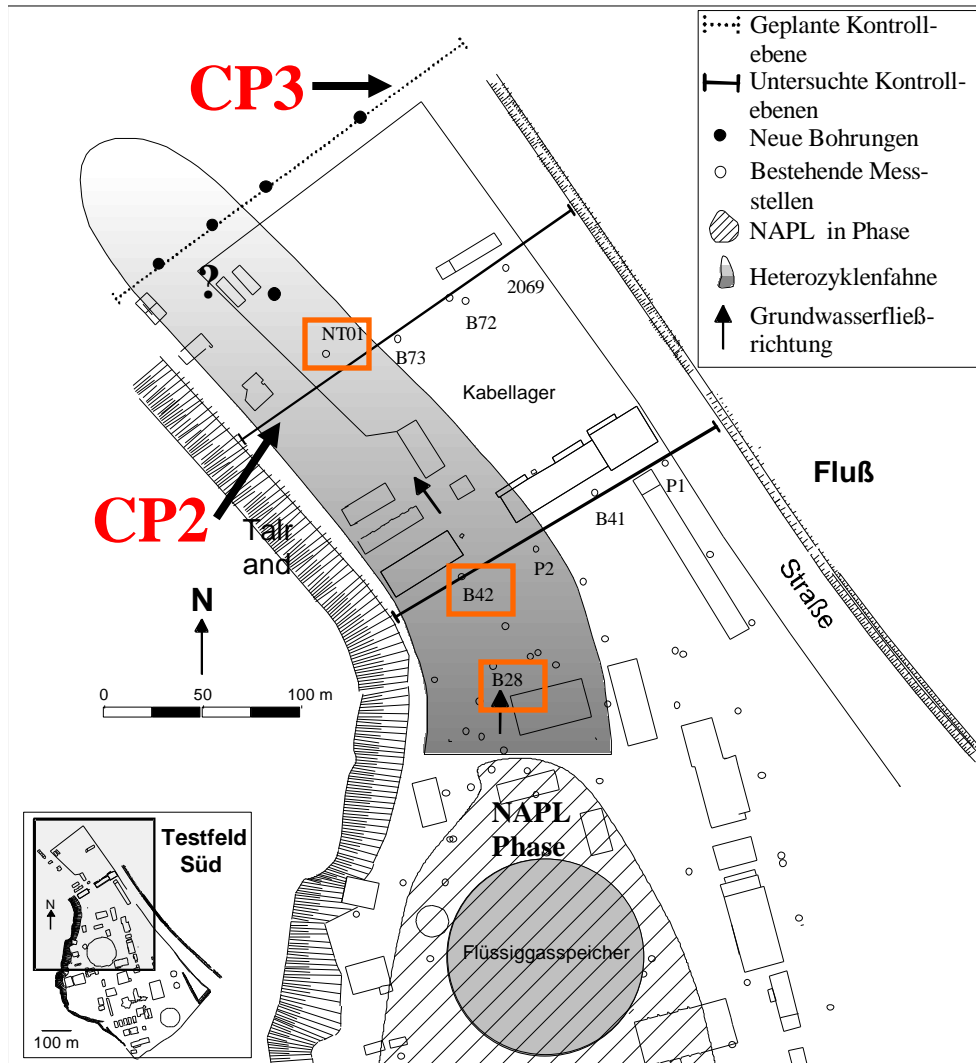 CP3
Geplante Kontroll-
ebene
Untersuchte Kontroll-
ebenen
Neue Bohrungen
Bestehende Mess-
stellen
NAPL in Phase
Heterozyklenfahne
Grundwasserfließ-
richtung
?
2069
B72
NT01
B73
Kabellager
CP2
Talr
and
Fluß
P1
B41
P2
B42
Straße
N
B28
0 50 100 m
NAPL
Phase
Flüssiggasspeicher
Testfeld
Süd
N
100 m